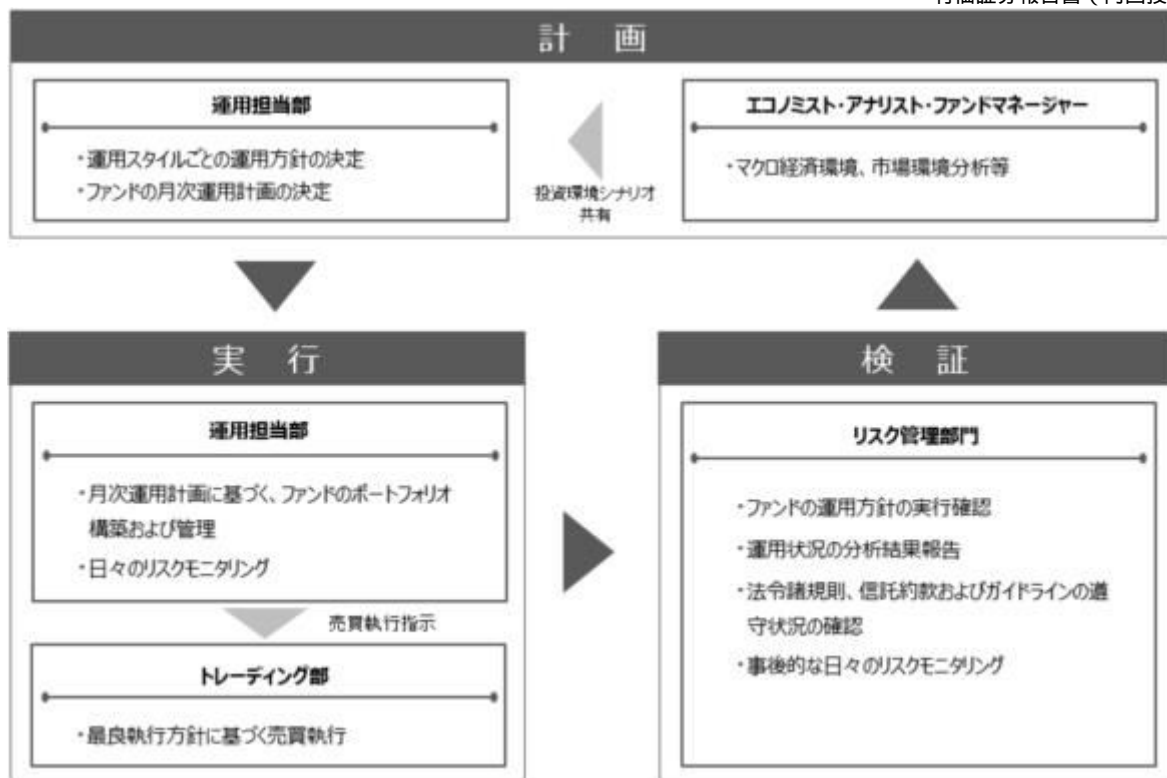 計 画
運用担当部
・運用スタイルごとの運用方針の決定
・ファンドの月次運用計画の決定
投資環境シナリオ
共有
エコノミスト・アナリスト・ファンドマネージャー
・マクロ経済環境、市場環境分析等
実 行
運用担当部
・月次運用計画に基づく、ファンドのポートフォリオ
構築および管理
・日々のリスクモニタリング
売買執行指示
トレーディング部
・最良執行方針に基づく売買執行
検 証
リスク管理部門
・ファンドの運用方針の実行確認
・運用状況の分析結果報告
・法令諸規則、信託約款およびガイドラインの遵
守状況の確認
・事後的な日々のリスクモニタリング